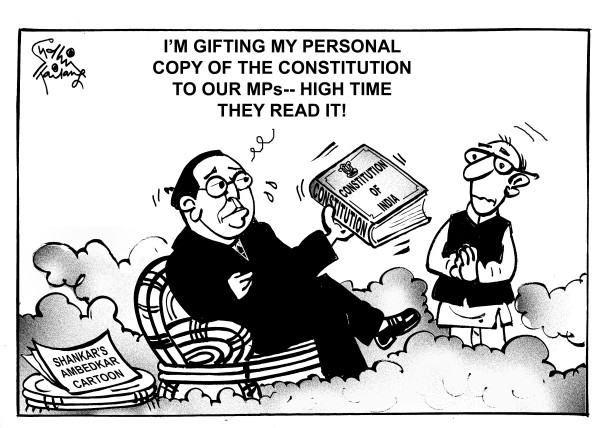 I'M GIFTING MY PERSONAL
COPY OF THE CONSTITUTION
TO OUR MPs-- HIGH TIME
THEY READ IT!
CONSTITUTION
OF
INDIA
CONSTITUTION
SHANKAR'S
AMBEDKAR
CARTOON